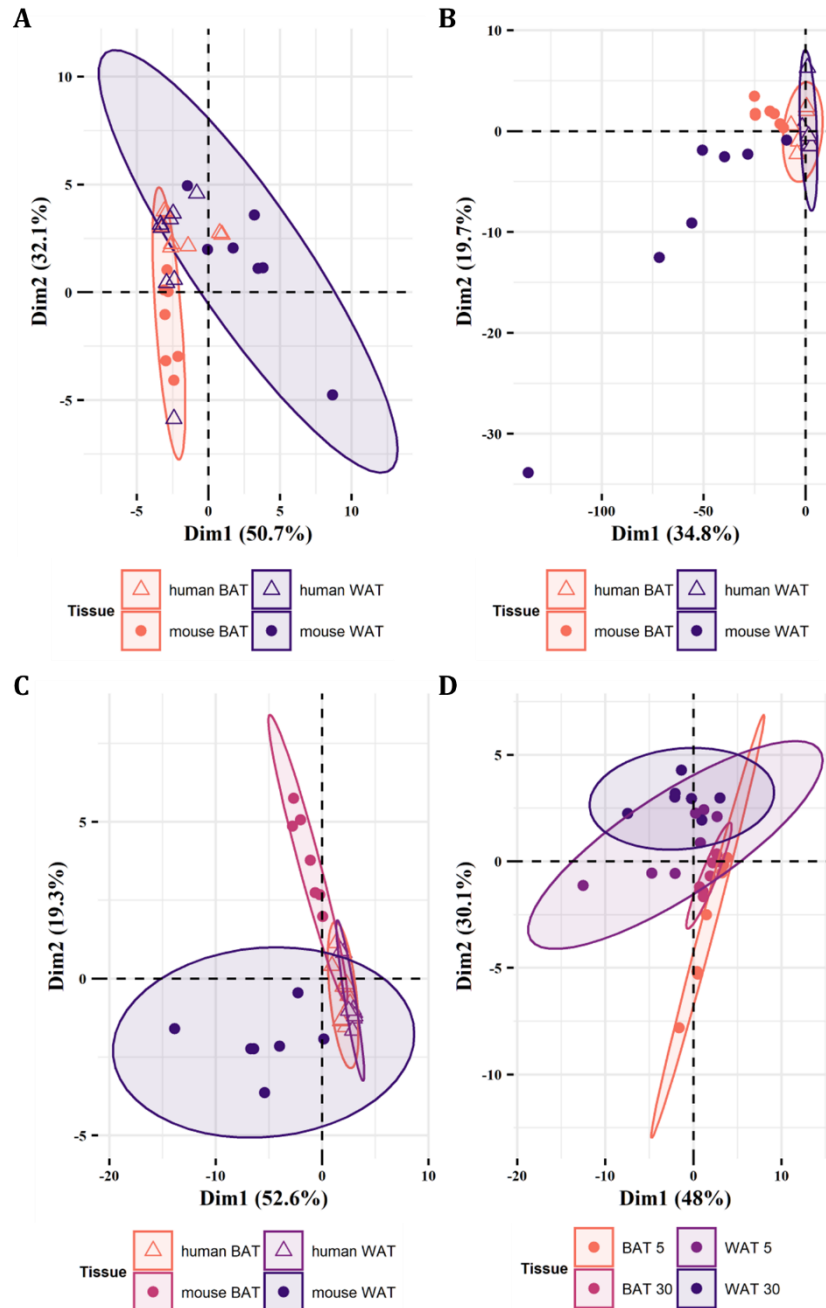 A
B
10
5
0
-5
Dim2 (32.1%)
-5
0
5
10
Dim1 (50.7%)
10
0
-10
-20
-30
Dim2 (19.7%)
-100
-50
0
Dim1 (34.8%)
Tissue
human BAT
human WAT
mouse BAT
mouse WAT
Tissue
human BAT
human WAT
mouse BAT
mouse WAT
C
D
5
0
-5
Dim2 (19.3%)
-20
-10
0
10
Dim1 (52.6%)
5
0
-5
-10
Dim2 (30.1%)
-20
-10
0
10
Dim1 (48%)
Tissue
human BAT
human WAT
mouse BAT
mouse WAT
Tissue
BAT 5
WAT 5
BAT 30
WAT 30